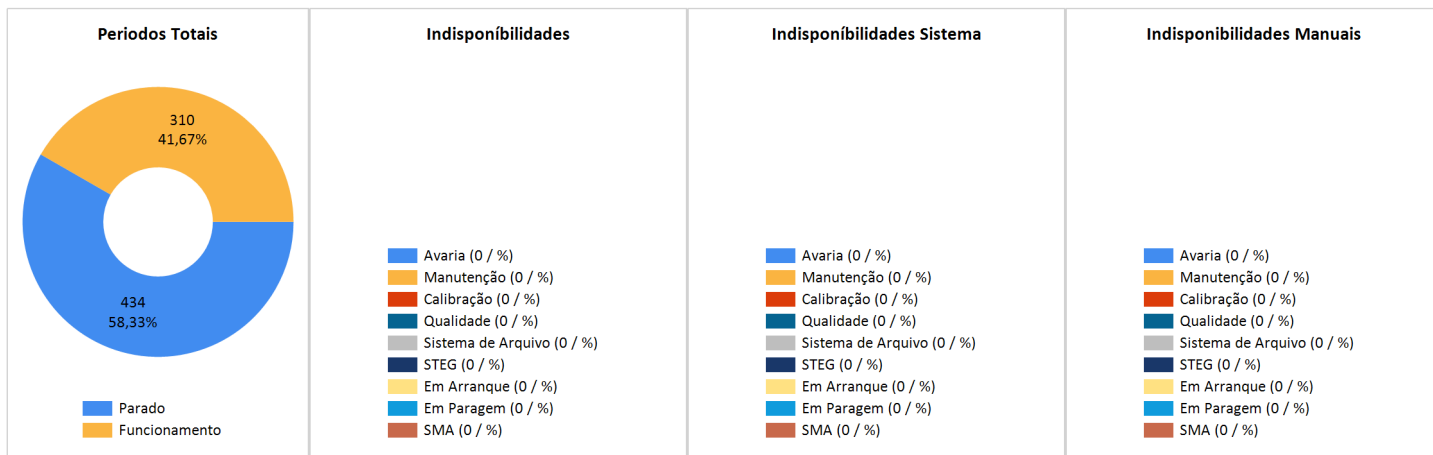 Periodos Totais
310
41,67%
434
58,33%
Parado
Funcionamento
Indisponíbilidades
Avaria (0 / %)
Manutenção (0 / %)
Calibração (0 / %)
Qualidade (0 / %)
Sistema de Arquivo (0 / %)
STEG (0 / %)
Em Arranque (0 / %)
Em Paragem (0 / %)
SMA (0 / %)
Indisponíbilidades Sistema
Avaria (0 / %)
Manutenção (0 / %)
Calibração (0 / %)
Qualidade (0 / %)
Sistema de Arquivo (0 / %)
STEG (0 / %)
Em Arranque (0 / %)
Em Paragem (0 / %)
SMA (0 / %)
Indisponibilidades Manuais
Avaria (0 / %)
Manutenção (0 / %)
Calibração (0 / %)
Qualidade (0 / %)
Sistema de Arquivo (0 / %)
STEG (0 / %)
Em Arranque (0 / %)
Em Paragem (0 / %)
SMA (0 / %)